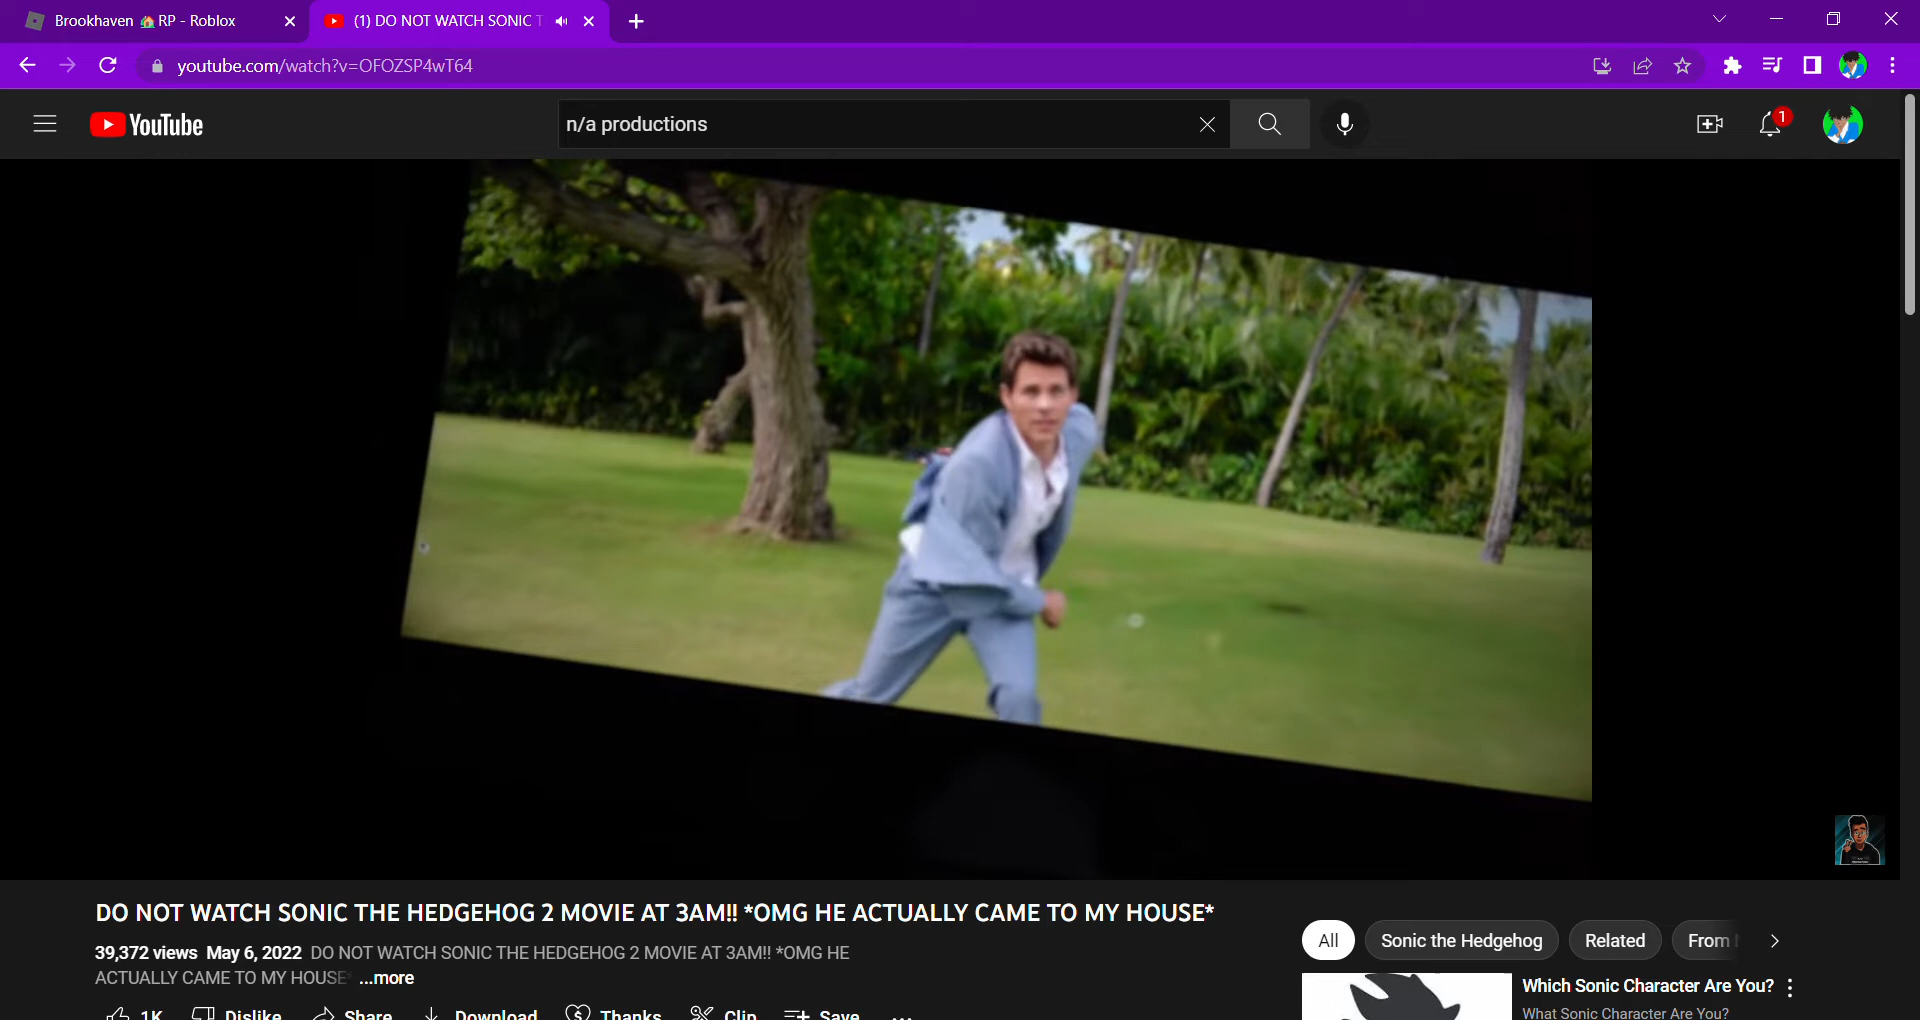 Brookhaven 🏠RP - Roblox
(1) DO NOT WATCH SONIC T
youtube.com/watch?v=OFOZSP4wT64
YouTube
n/a productions
1
DO NOT WATCH SONIC THE HEDGEHOG 2 MOVIE AT 3AM!! *OMG HE ACTUALLY CAME TO MY HOUSE*
39,372 views May 6, 2022 DO NOT WATCH SONIC THE HEDGEHOG 2 MOVIE AT 3AM!! *OMG HE
ACTUALLY CAME TO MY HOUSE* ...more
1K Dislike Share Download Thanks Clip Save ...
All Sonic the Hedgehog Related From
Which Sonic Character Are You?
What Sonic Character Are You?